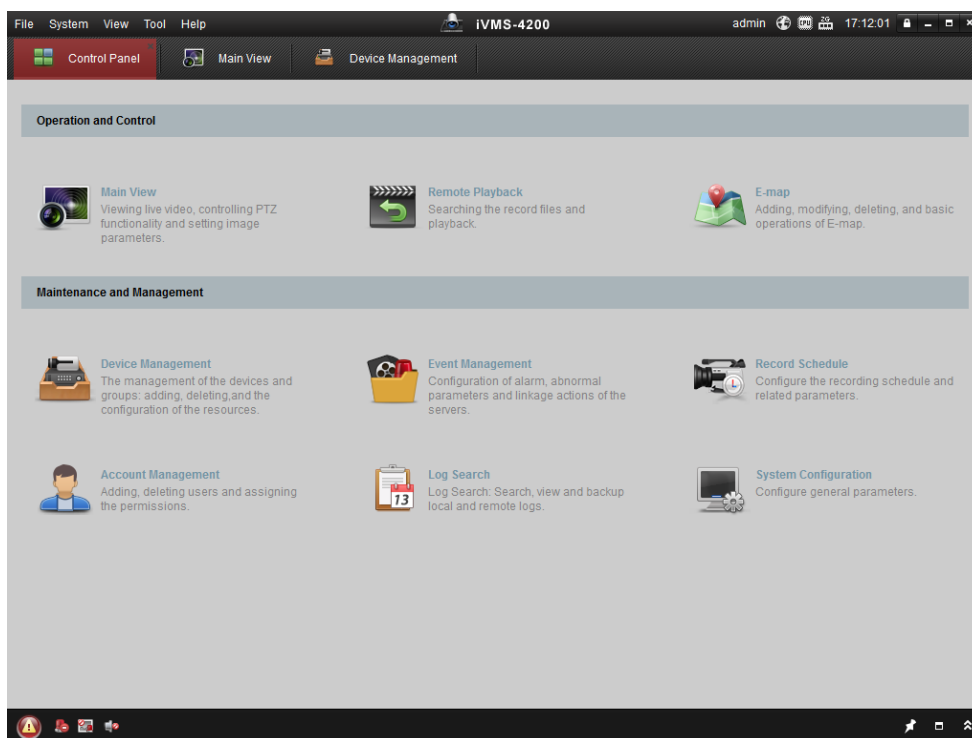 File System View Tool Help iVMS-4200 admin 17:12:01
Control Panel Main View Device Management
Operation and Control
Main View
Viewing live video, controlling PTZ
functionality and setting image
parameters.
Remote Playback
Searching the record files and
playback.
E-map
Adding, modifying, deleting, and basic
operations of E-map.
Maintenance and Management
Device Management
The management of the devices and
groups: adding, deleting,and the
configuration of the resources.
Event Management
Configuration of alarm, abnormal
parameters and linkage actions of the
servers.
Record Schedule
Configure the recording schedule and
related parameters.
Account Management
Adding, deleting users and assigning
the permissions.
13
Log Search
Log Search: Search, view and backup
local and remote logs.
System Configuration
Configure general parameters.